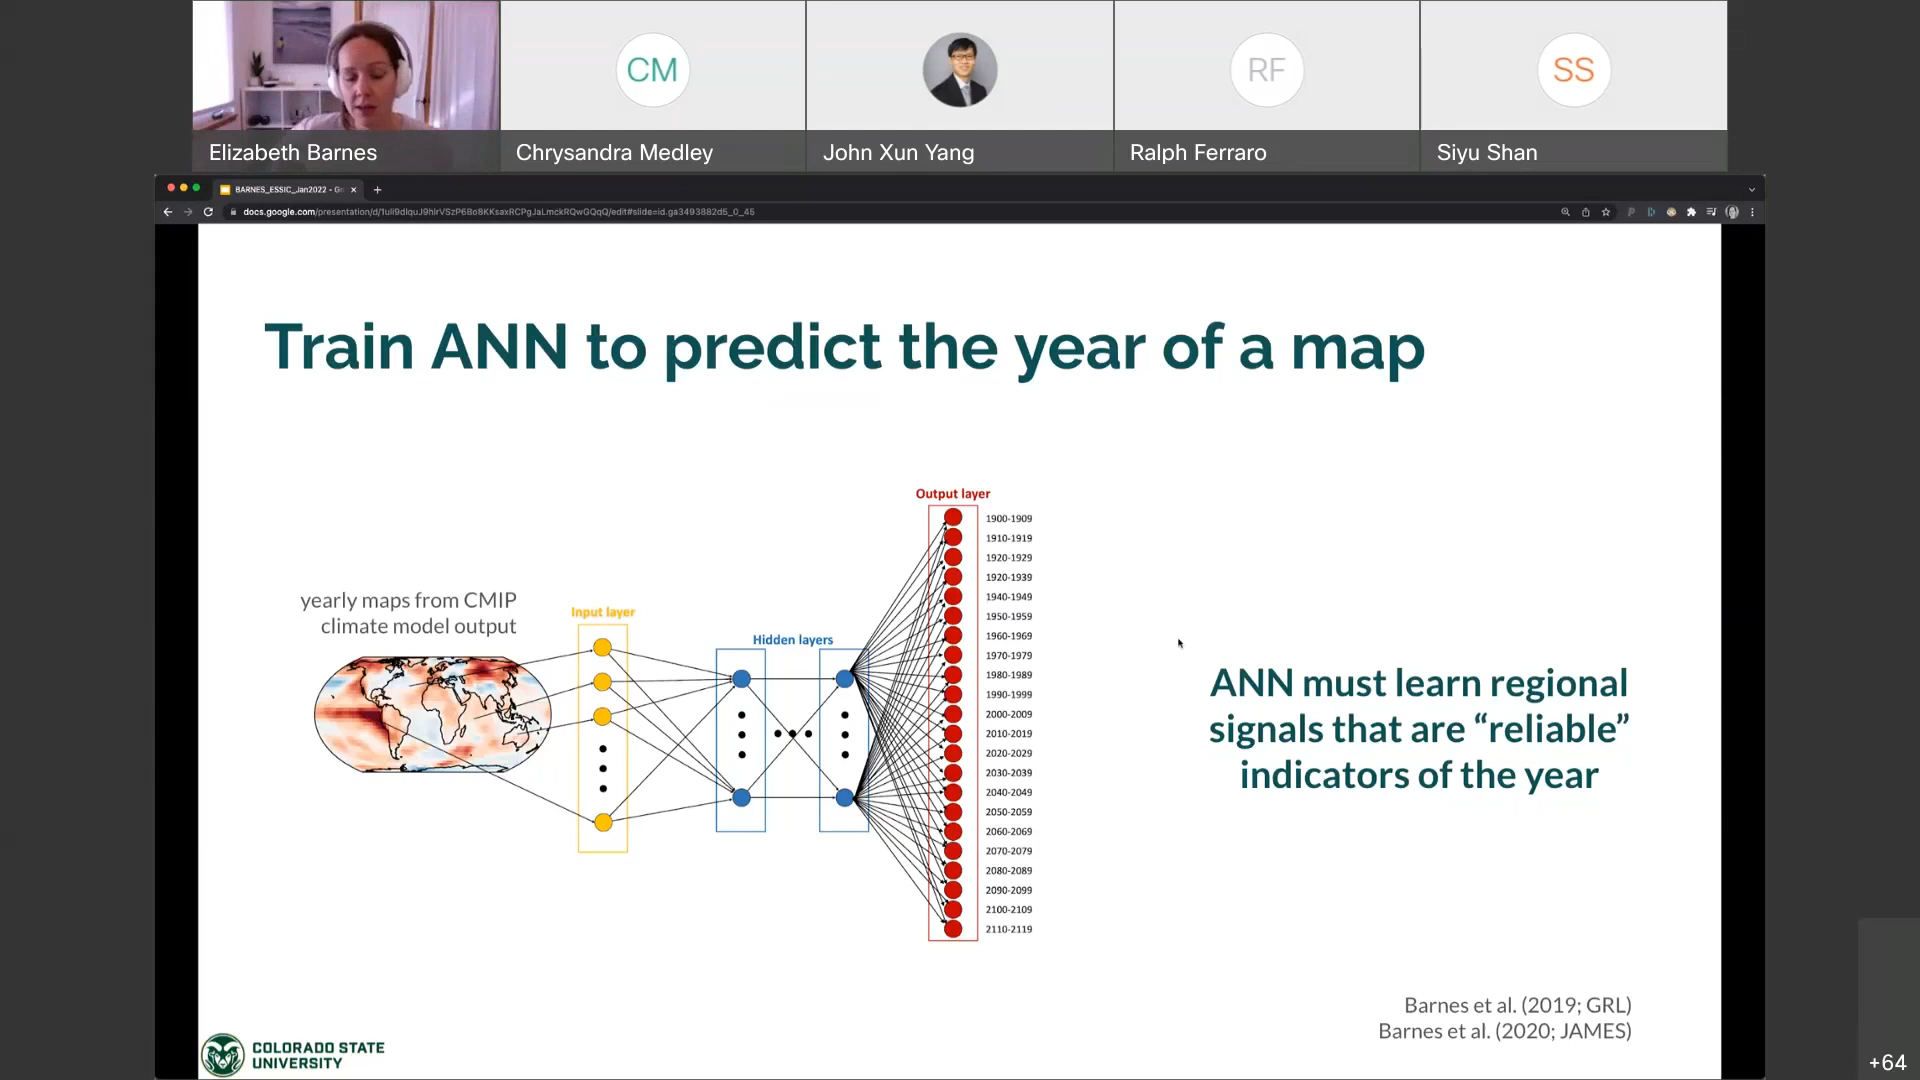 CM
RF
SS
Elizabeth Barnes
Chrysandra Medley
John Xun Yang
Ralph Ferraro
Siyu Shan
BARNES_ESSIC_Jan2022 - Go
Train ANN to predict the year of a map
yearly maps from CMIP
climate model output
Input layer
Hidden layers
Output layer
1900-1909
1910-1919
1920-1929
1920-1939
1940-1949
1950-1959
1960-1969
1970-1979
1980-1989
1990-1999
2000-2009
2010-2019
2020-2029
2030-2039
2040-2049
2050-2059
2060-2069
2070-2079
2080-2089
2090-2099
2100-2109
2110-2119
ANN must learn regional
signals that are “reliable”
indicators of the year
Barnes et al. (2019; GRL)
Barnes et al. (2020; JAMES)
COLORADO STATE
UNIVERSITY
+64